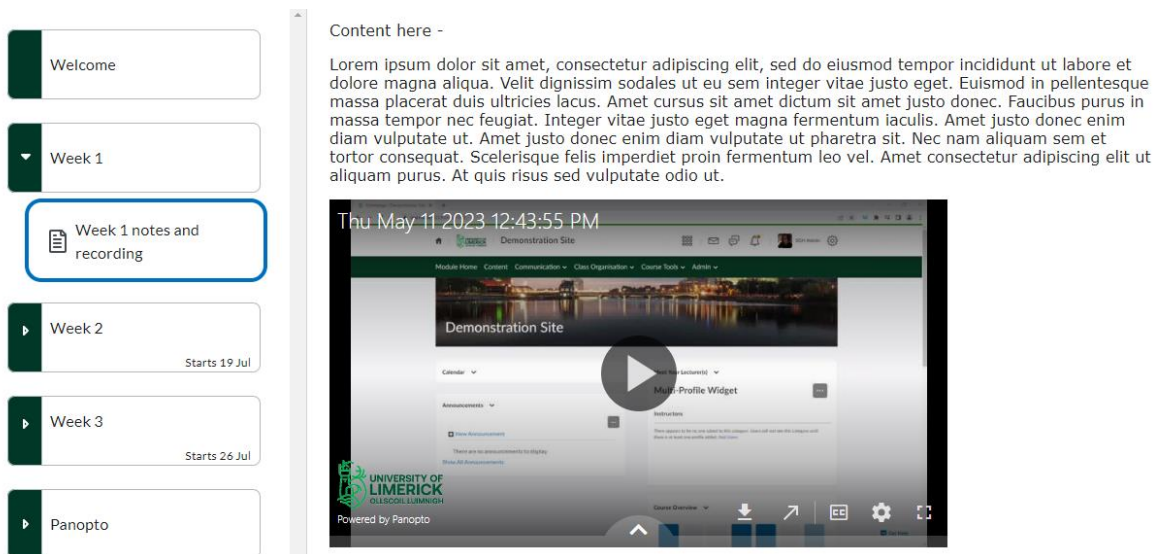 Welcome
Week 1
Week 1 notes and
recording
Week 2
Starts 19 Jul
Week 3
Starts 26 Jul
Panopto
Content here -
Lorem ipsum dolor sit amet, consectetur adipiscing elit, sed do eiusmod tempor incididunt ut labore et
dolore magna aliqua. Velit dignissim sodales ut eu sem integer vitae justo eget. Euismod in pellentesque
massa placerat duis ultricies lacus. Amet cursus sit amet dictum sit amet justo donec. Faucibus purus in
massa tempor nec feugiat. Integer vitae justo eget magna fermentum iaculis. Amet justo donec enim
diam vulputate ut. Amet justo donec enim diam vulputate ut pharetra sit. Nec nam aliquam sem et
tortor consequat. Scelerisque felis imperdiet proin fermentum leo vel. Amet consectetur adipiscing elit ut
aliquam purus. At quis risus sed vulputate odio ut.
Thu May 11 2023 12:43:55 PM
Demonstration Site
Module Home Content Communication Class Organisation Course Tools Admin
Demonstration Site
Calendar
Your Lecturer(s)
Multi-Profile Widget
Announcements
Instructors
New Announcement
There are no announcements to display.
Show All Announcements
UNIVERSITY OF
LIMERICK
OLLSCOIL LUIMNIGH
Powered by Panopto
Course Overview
CC